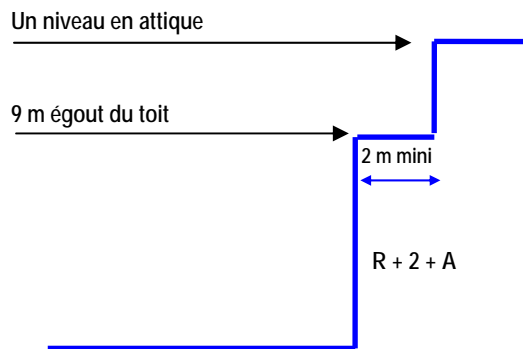 Un niveau en attique
9 m égout du toit
2 m mini
R + 2 + A